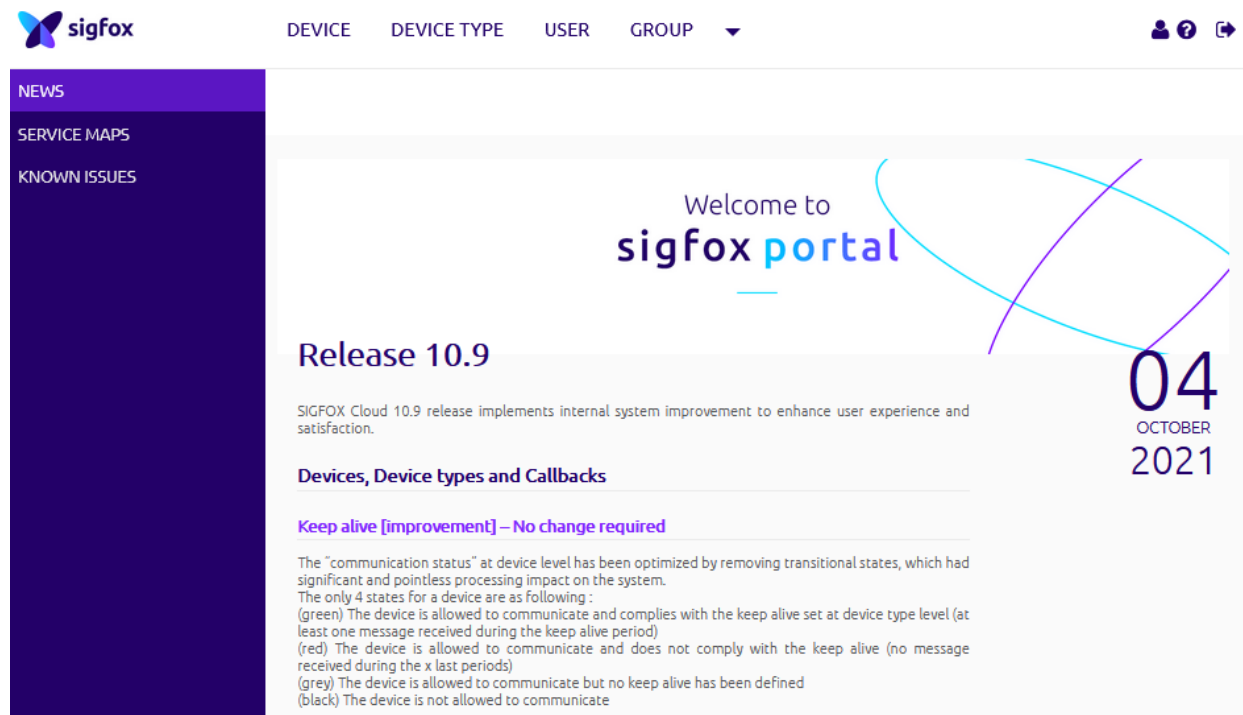 sigfox
DEVICE DEVICE TYPE USER GROUP
NEWS
SERVICE MAPS
KNOWN ISSUES
Welcome to
sigfox portal
Release 10.9
04
OCTOBER
2021
SIGFOX Cloud 10.9 release implements internal system improvement to enhance user experience and
satisfaction.
Devices, Device types and Callbacks
Keep alive [improvement] – No change required
The "communication status" at device level has been optimized by removing transitional states, which had
significant and pointless processing impact on the system.
The only 4 states for a device are as following :
(green) The device is allowed to communicate and complies with the keep alive set at device type level (at
least one message received during the keep alive period)
(red) The device is allowed to communicate and does not comply with the keep alive (no message
received during the x last periods)
(grey) The device is allowed to communicate but no keep alive has been defined
(black) The device is not allowed to communicate